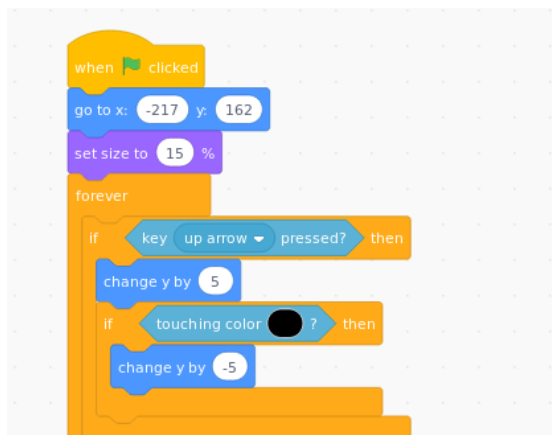 when clicked
go to x: -217 y: 162
set size to 15 %
forever
if key up arrow pressed? then
change y by 5
if touching color ? then
change y by -5